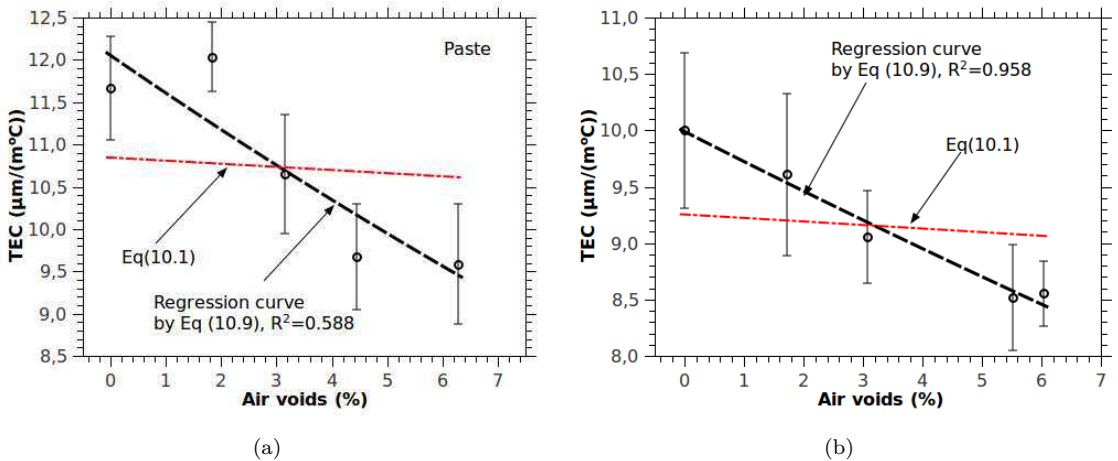 12,0
11,5
11,0
10,5
10,0
9,5
9,0
8,5
TEC (μm/(m°C))
Paste
Eq(10.1)
Regression curve
by Eq (10.9), R²=0.588
0 1 2 3 4 5 6 7
Air voids (%)
(a)
11,0
10,5
10,0
9,5
9,0
8,5
8,0
TEC (μm/(m°C))
Regression curve
by Eq (10.9), R²=0.958
Eq(10.1)
0 1 2 3 4 5 6 7
Air voids (%)
(b)